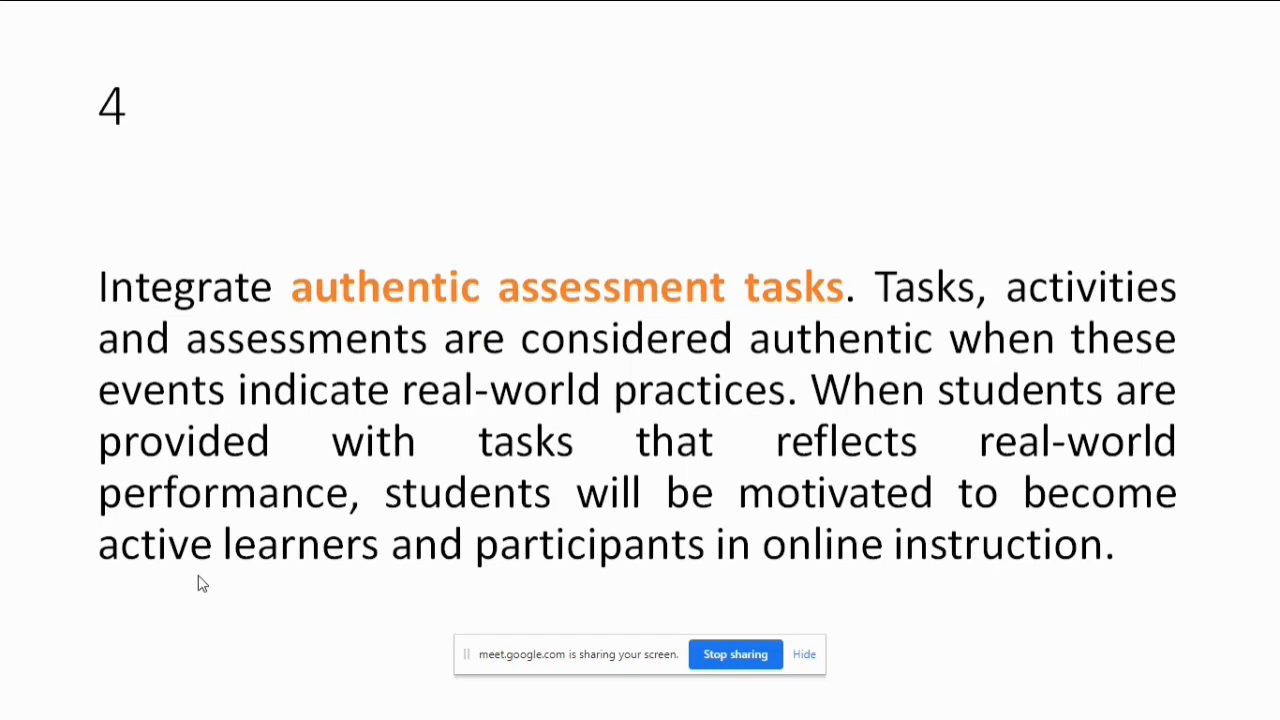 4
Integrate authentic assessment tasks. Tasks, activities
and assessments are considered authentic when these
events indicate real-world practices. When students are
provided with tasks that reflects real-world
performance, students will be motivated to become
active learners and participants in online instruction.
meet.google.com is sharing your screen. Stop sharing Hide